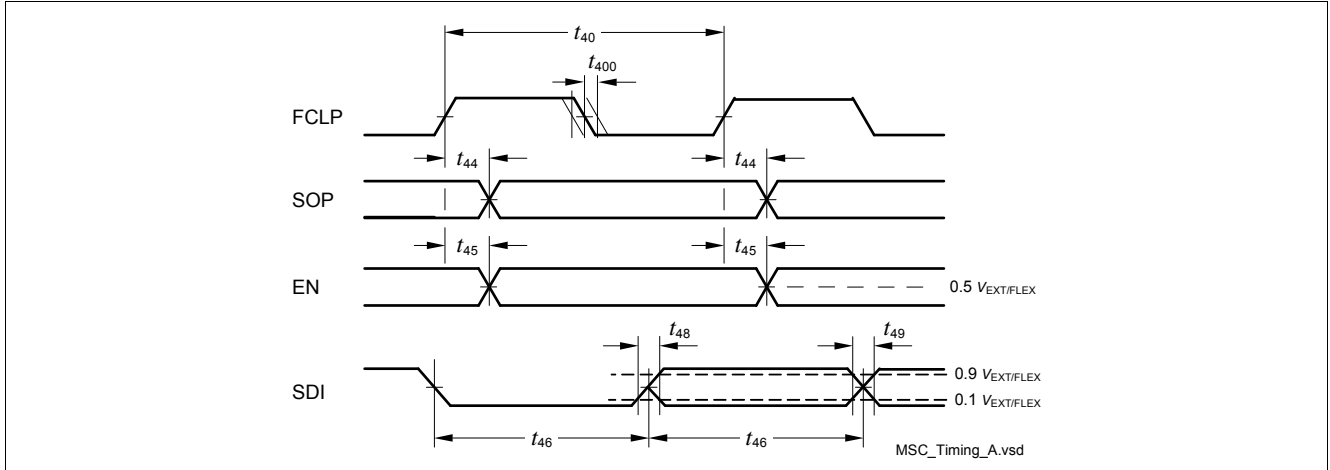 t40
t400
FCLP
t44 t44
SOP
t45 t45
EN
0.5 VEXT/FLEX
t48 t49
0.9 VEXT/FLEX
SDI
0.1 VEXT/FLEX
t46 t46
MSC_Timing_A.vsd